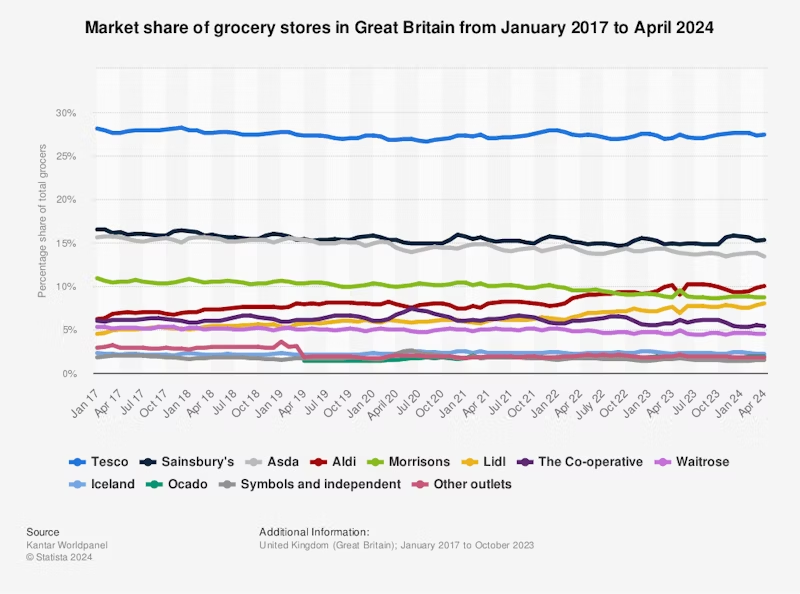 Market share of grocery stores in Great Britain from January 2017 to April 2024
Percentage share of total grocers
30%
25%
20%
15%
10%
5%
0%
Jan 17
Apr 17
Jul 17
Oct 17
Jan 18
Apr 18
Jul 18
Oct 18
Jan 19
Apr 19
Jul 19
Oct 19
Jan 20
April 20
Jul 20
Oct 20
Jan 21
Apr 21
Jul 21
Oct 21
Jan 22
Apr 22
July 22
Oct 22
Jan 23
Apr 23
Jul 23
Oct 23
Jan 24
Apr 24
Tesco Sainsbury's Asda Aldi Morrisons Lidl The Co-operative Waitrose
Iceland Ocado Symbols and independent Other outlets
Source
Kantar Worldpanel
© Statista 2024
Additional Information:
United Kingdom (Great Britain); January 2017 to October 2023